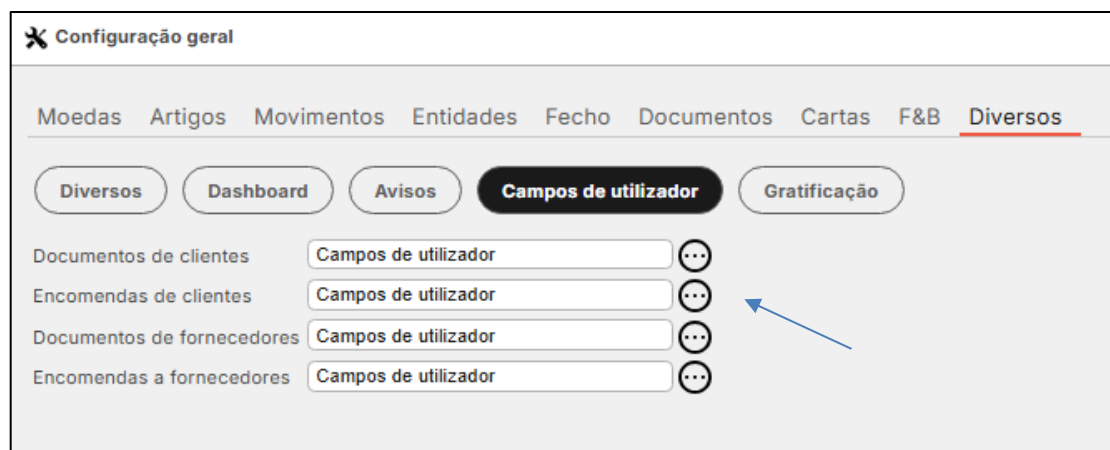 Configuração geral
Moedas Artigos Movimentos Entidades Fecho Documentos Cartas F&B Diversos
Diversos Dashboard Avisos Campos de utilizador Gratificação
Documentos de clientes Campos de utilizador
Encomendas de clientes Campos de utilizador
Documentos de fornecedores Campos de utilizador
Encomendas a fornecedores Campos de utilizador